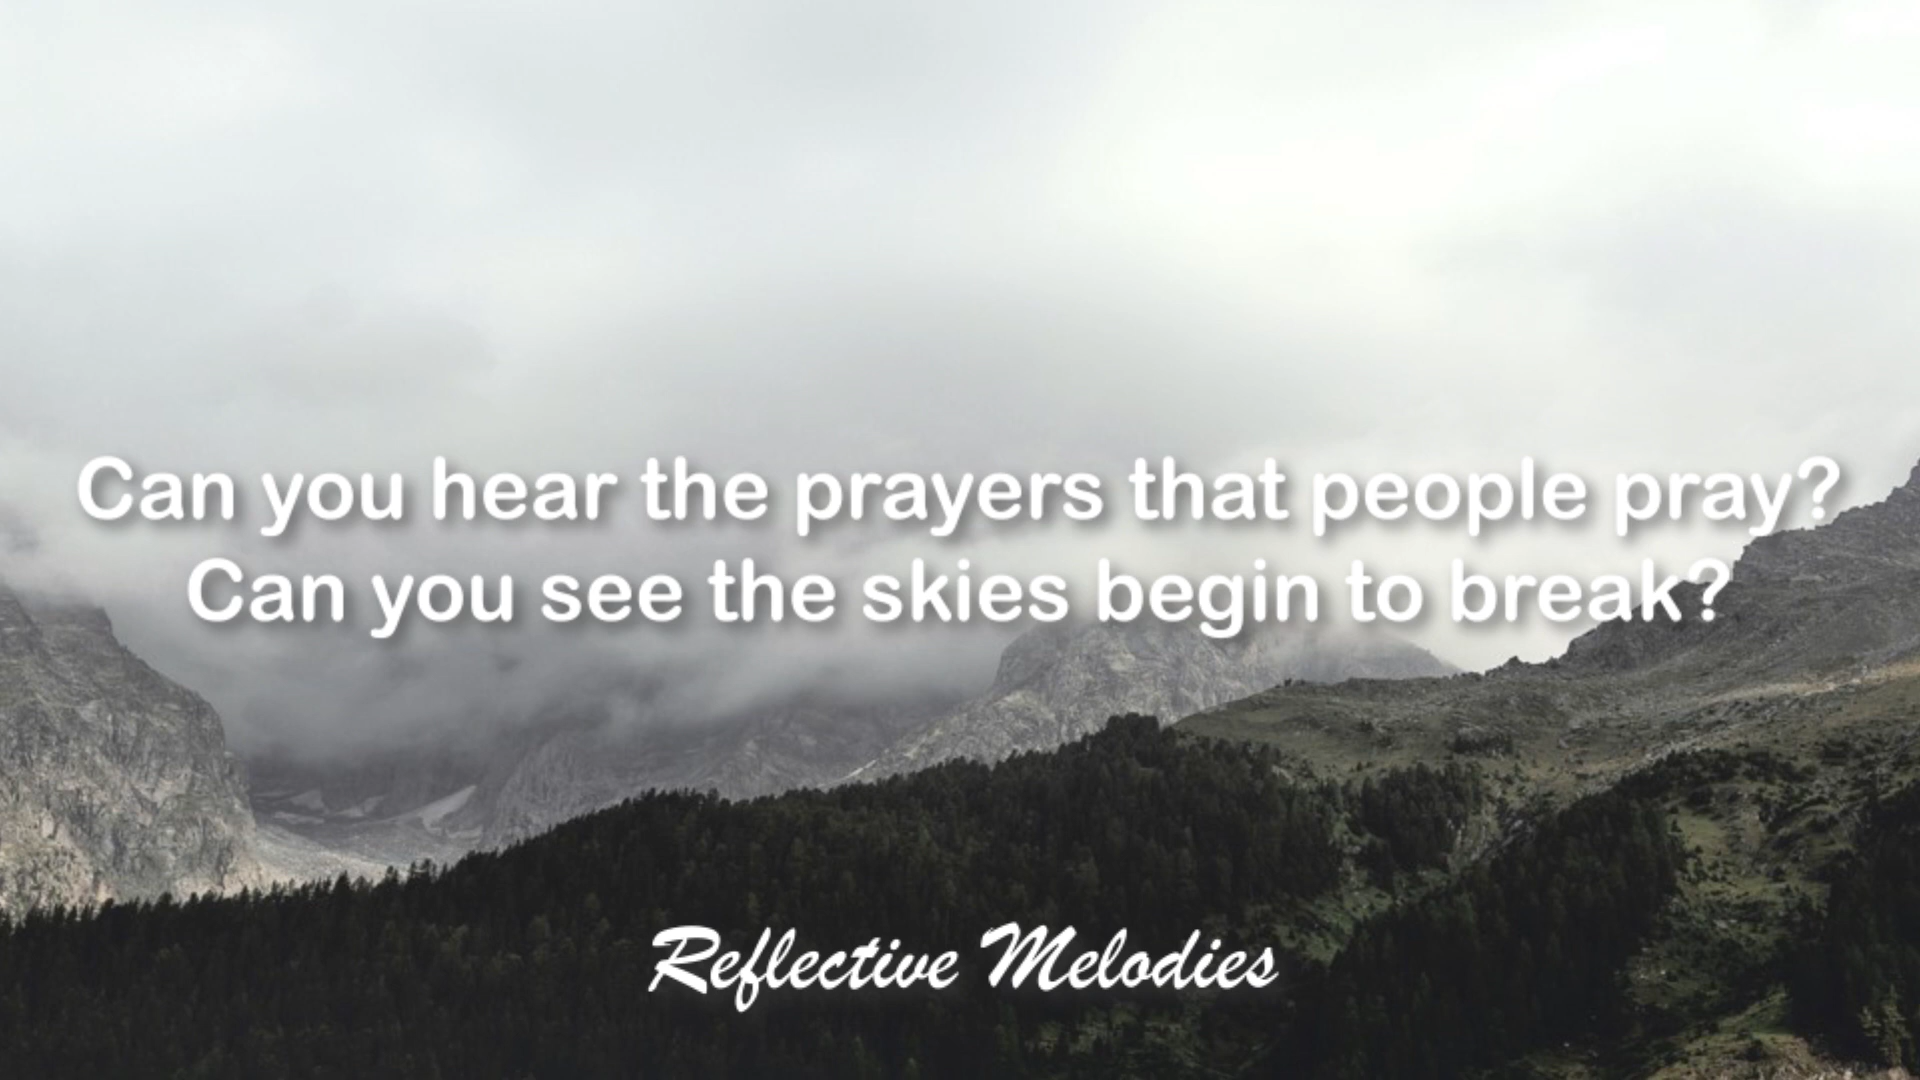 Can you hear the prayers that people pray?
Can you see the skies begin to break?
Reflective Melodies